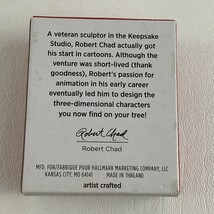 A veteran sculptor in the Keepsake
Studio, Robert Chad actually got
his start in cartoons. Although the
venture was short-lived (thank
goodness), Robert's passion for
animation in his early career
eventually led him to design the
three-dimensional characters
you now find on your tree!
Robert Chad
Robert Chad
MFG. FOR/FABRIQUÉ POUR HALLMARK MARKETING COMPANY, LLC
KANSAS CITY, MO 64141 MADE IN THAILAND
artist crafted